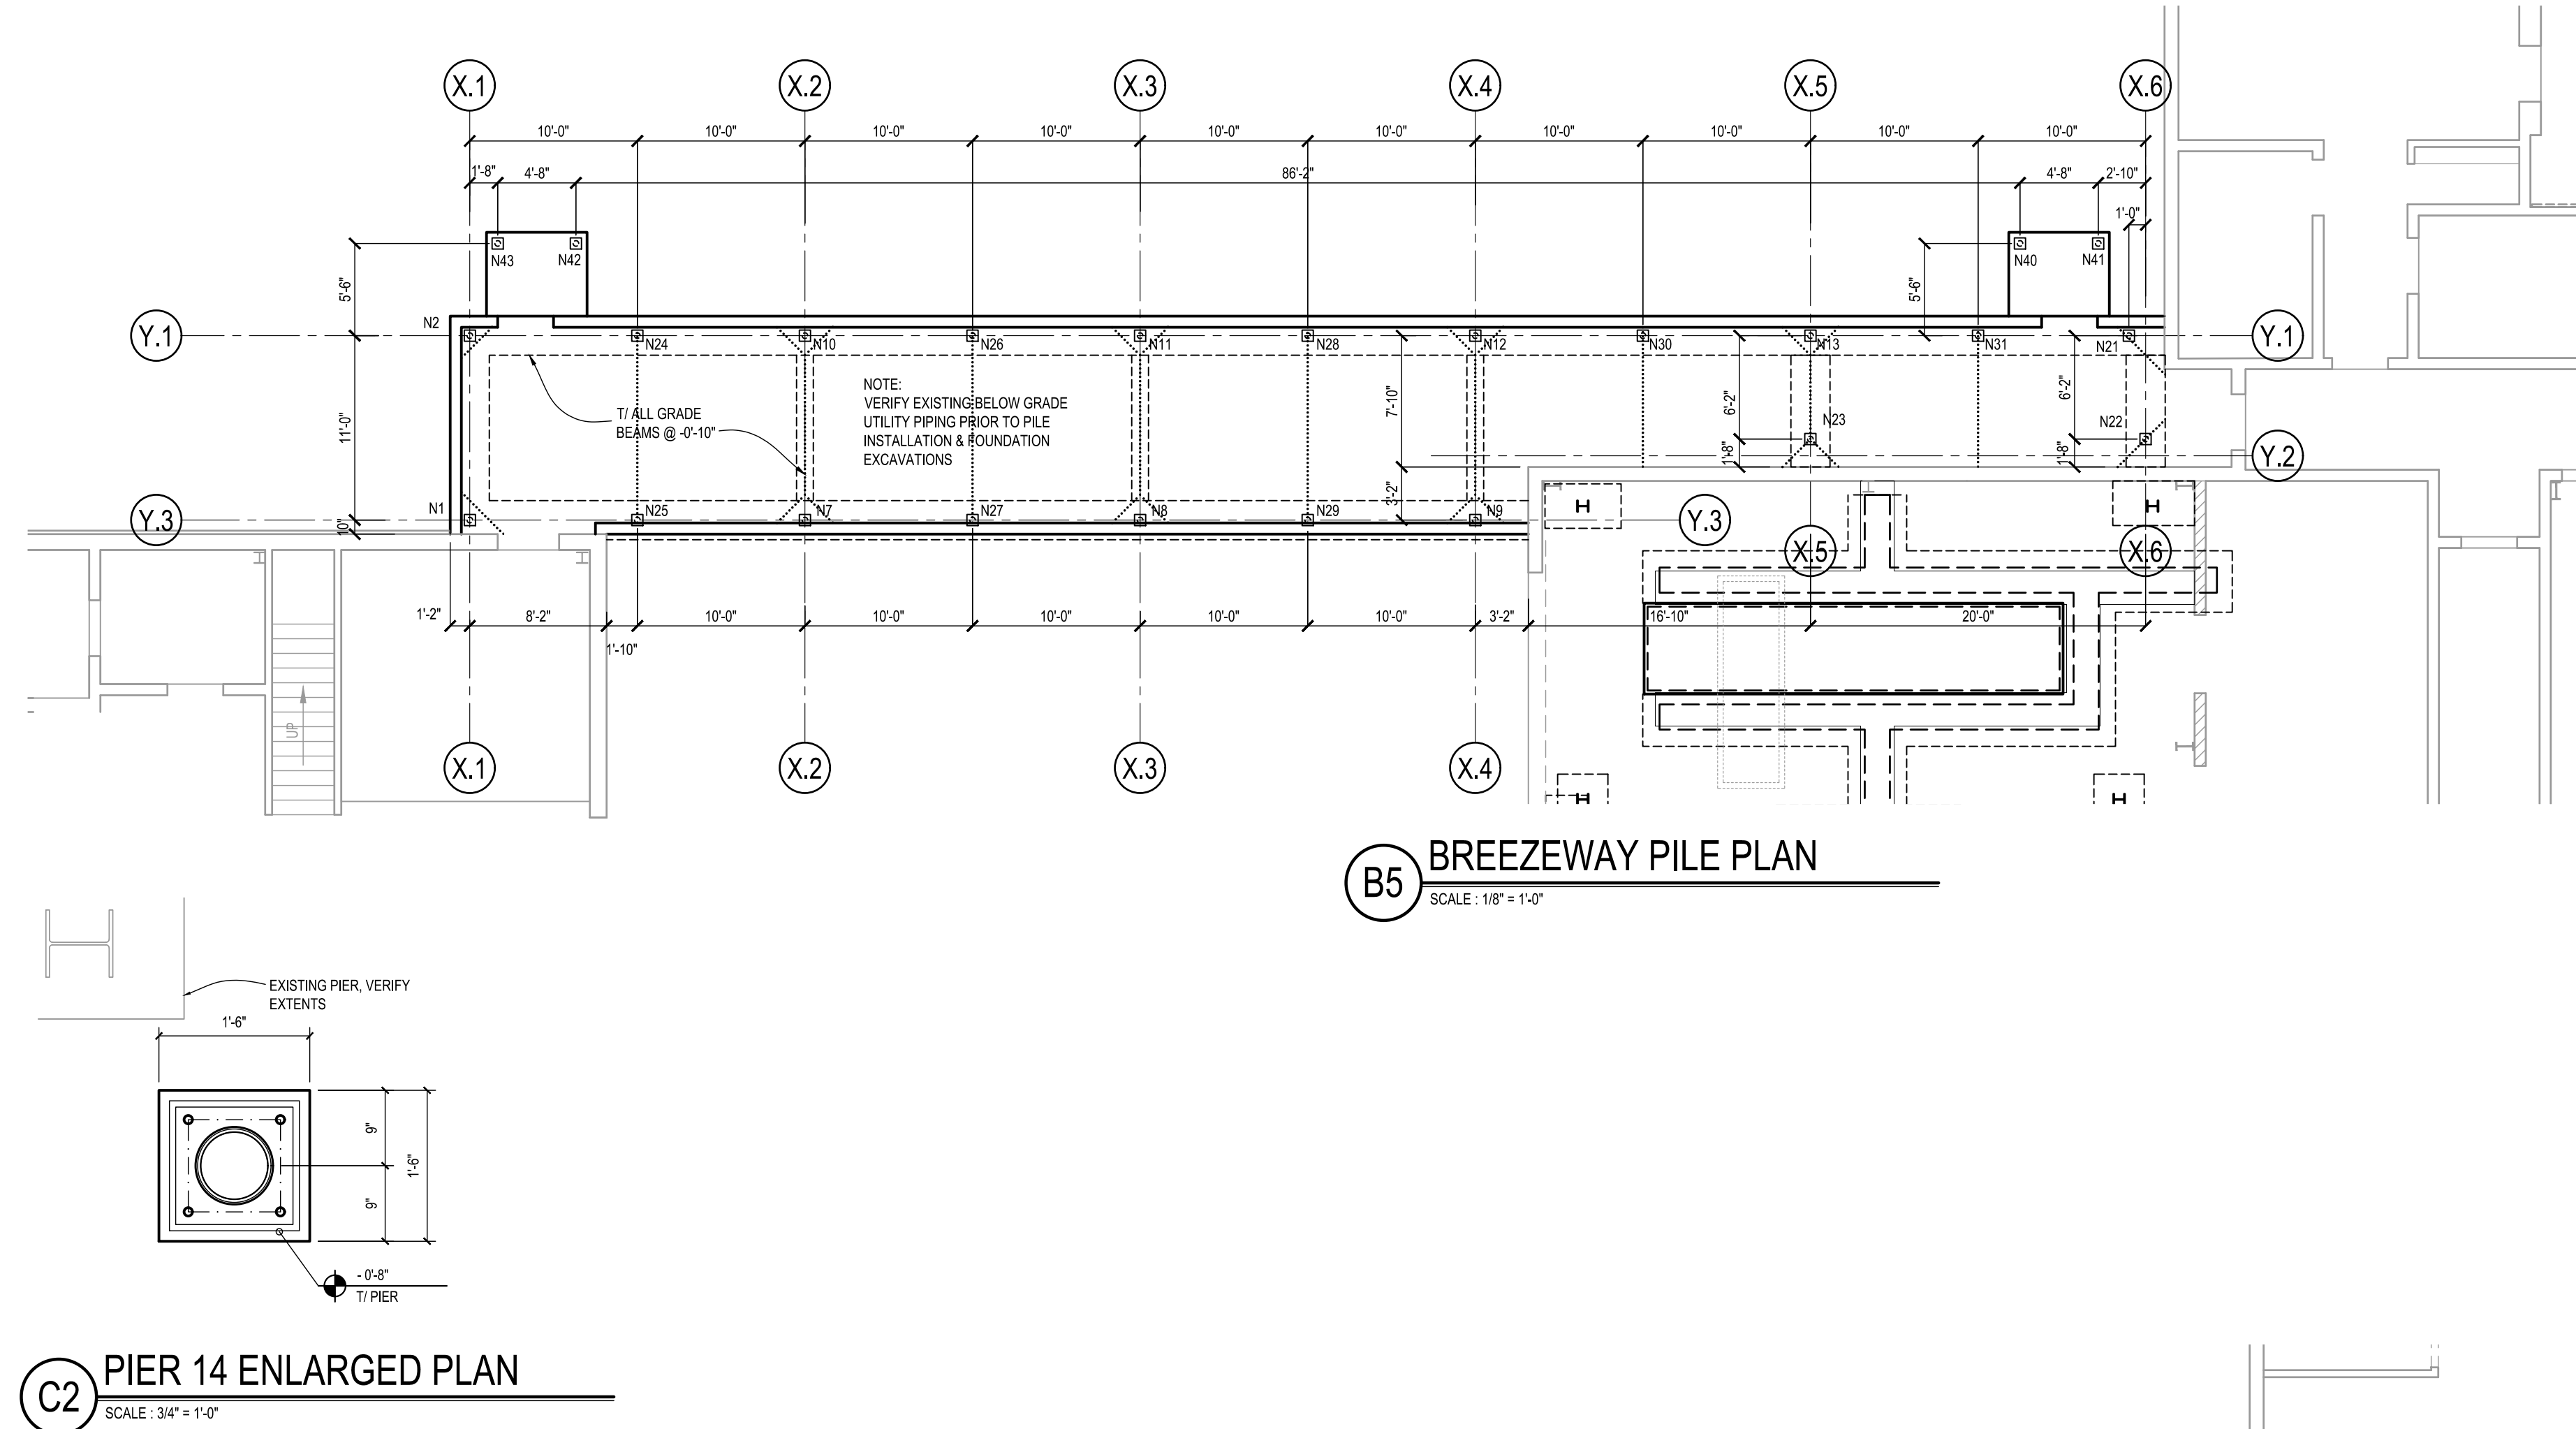 X.1 X.2 X.3 X.4 X.5 X.6
10'-0" 10'-0" 10'-0" 10'-0" 10'-0" 10'-0" 10'-0" 10'-0" 10'-0" 10'-0"
1'-8" 4'-8" 86'-2" 4'-8" 2'-10"
1'-0"
N43 N42 N40 N41
5'-6" 5'-6"
N2
Y.1 Y.1
N24 N10 N26 N11 N28 N12 N30 N13 N31 N21
NOTE:
VERIFY EXISTING BELOW GRADE
UTILITY PIPING PRIOR TO PILE
INSTALLATION & FOUNDATION
EXCAVATIONS
T/ ALL GRADE
BEAMS @ -0'-10"
11'-0" 7'-10" 6'-2" 6'-2"
N23 N22
1'-8" 1'-8"
Y.2
3'-2"
N1
Y.3 Y.3
N25 N7 N27 N8 N29 N9
10"
H H
X.5 X.6
1'-2" 8'-2" 10'-0" 10'-0" 10'-0" 10'-0" 10'-0" 3'-2" 16'-10" 20'-0"
1'-10"
UP
X.1 X.2 X.3 X.4
H H
B5 BREEZEWAY PILE PLAN
SCALE : 1/8" = 1'-0"
EXISTING PIER, VERIFY
EXTENTS
1'-6"
9"
1'-6"
9"
- 0'-8"
T/ PIER
C2 PIER 14 ENLARGED PLAN
SCALE : 3/4" = 1'-0"